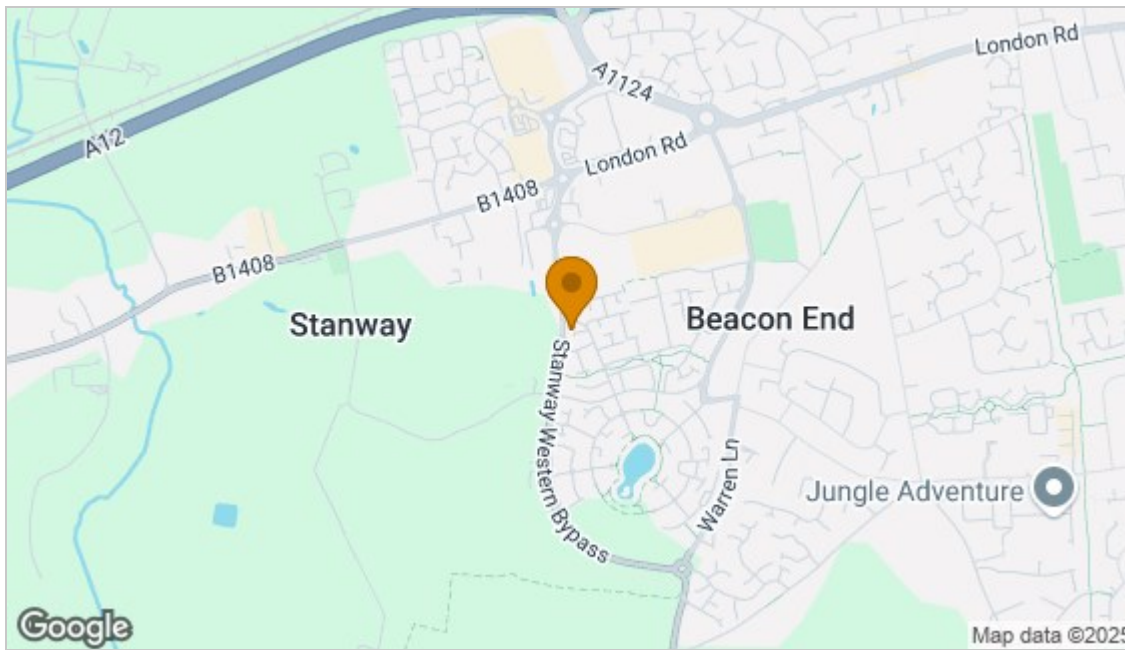 London Rd
A1124
A12
London Rd
B1408
B1408
Stanway
Beacon End
Stanway Western Bypass
Warren Ln
Jungle Adventure
Google
Map data ©2025